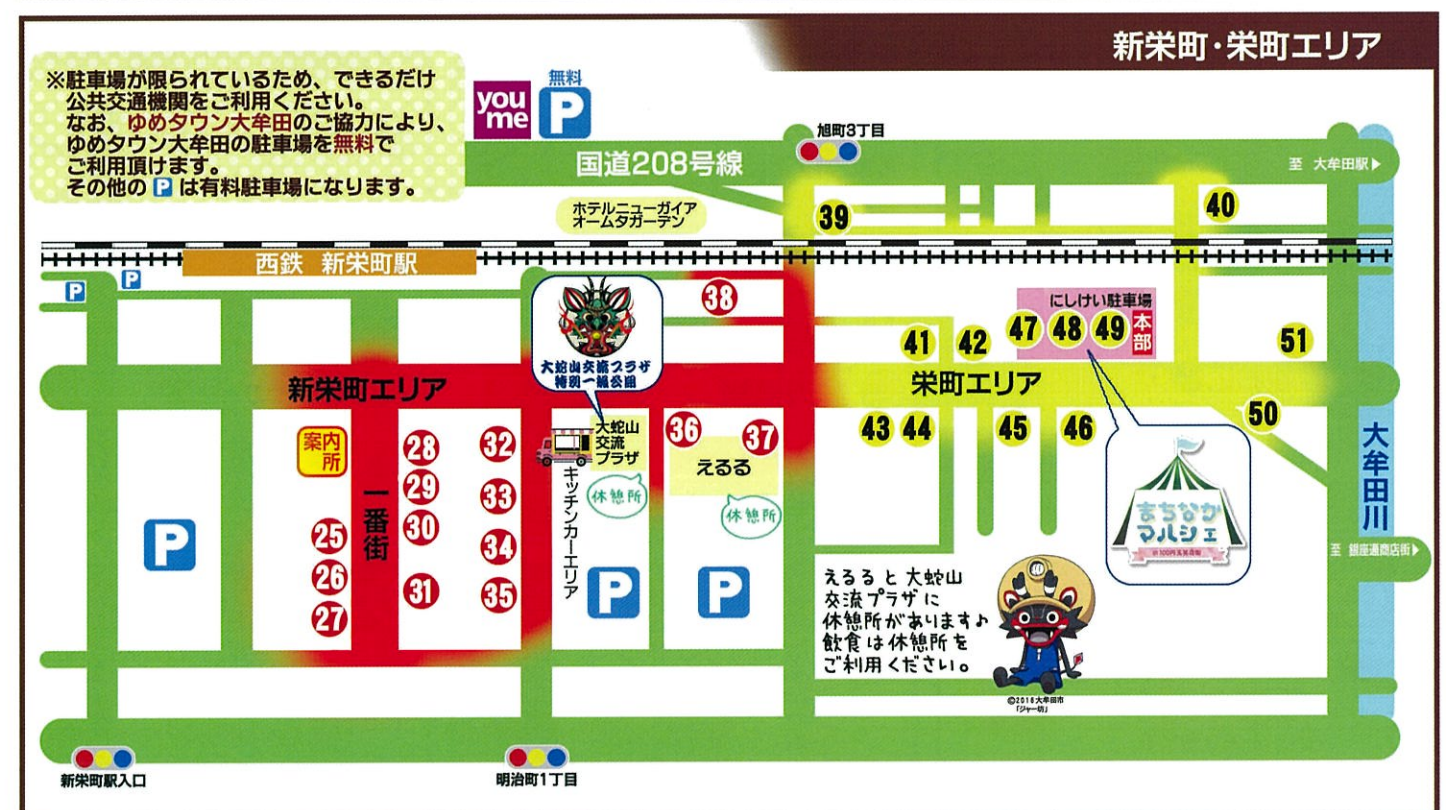 新栄町・栄町エリア
※駐車場が限られているため、できるだけ
公共交通機関をご利用ください。
なお、ゆめタウン大牟田のご協力により、
ゆめタウン大牟田の駐車場を無料で
ご利用頂けます。
その他の P は有料駐車場になります。
you
me
無料
P
旭町3丁目
国道208号線
至 大牟田駅▶
ホテルニューガイア
オームタガーデン
39
40
西鉄 新栄町駅
P
P
38
大蛇山交流プラザ
特別一般公開
にしけい駐車場
47 48 49 本部
41
42
51
新栄町エリア
栄町エリア
案内所
28
32
大蛇山
交流
プラザ
36
37
えるる
43 44
45
46
50
29
33
休憩所
休憩所
キッチンカーエリア
一番街
大牟田川
P
25
30
34
26
31
35
27
P
P
まちなか
マルシェ
至 銀座通商店街▶
えるると大蛇山
交流プラザに
休憩所があります♪
飲食は休憩所を
ご利用ください。
©2016大牟田市
「ジャー坊」
新栄町駅入口
明治町1丁目